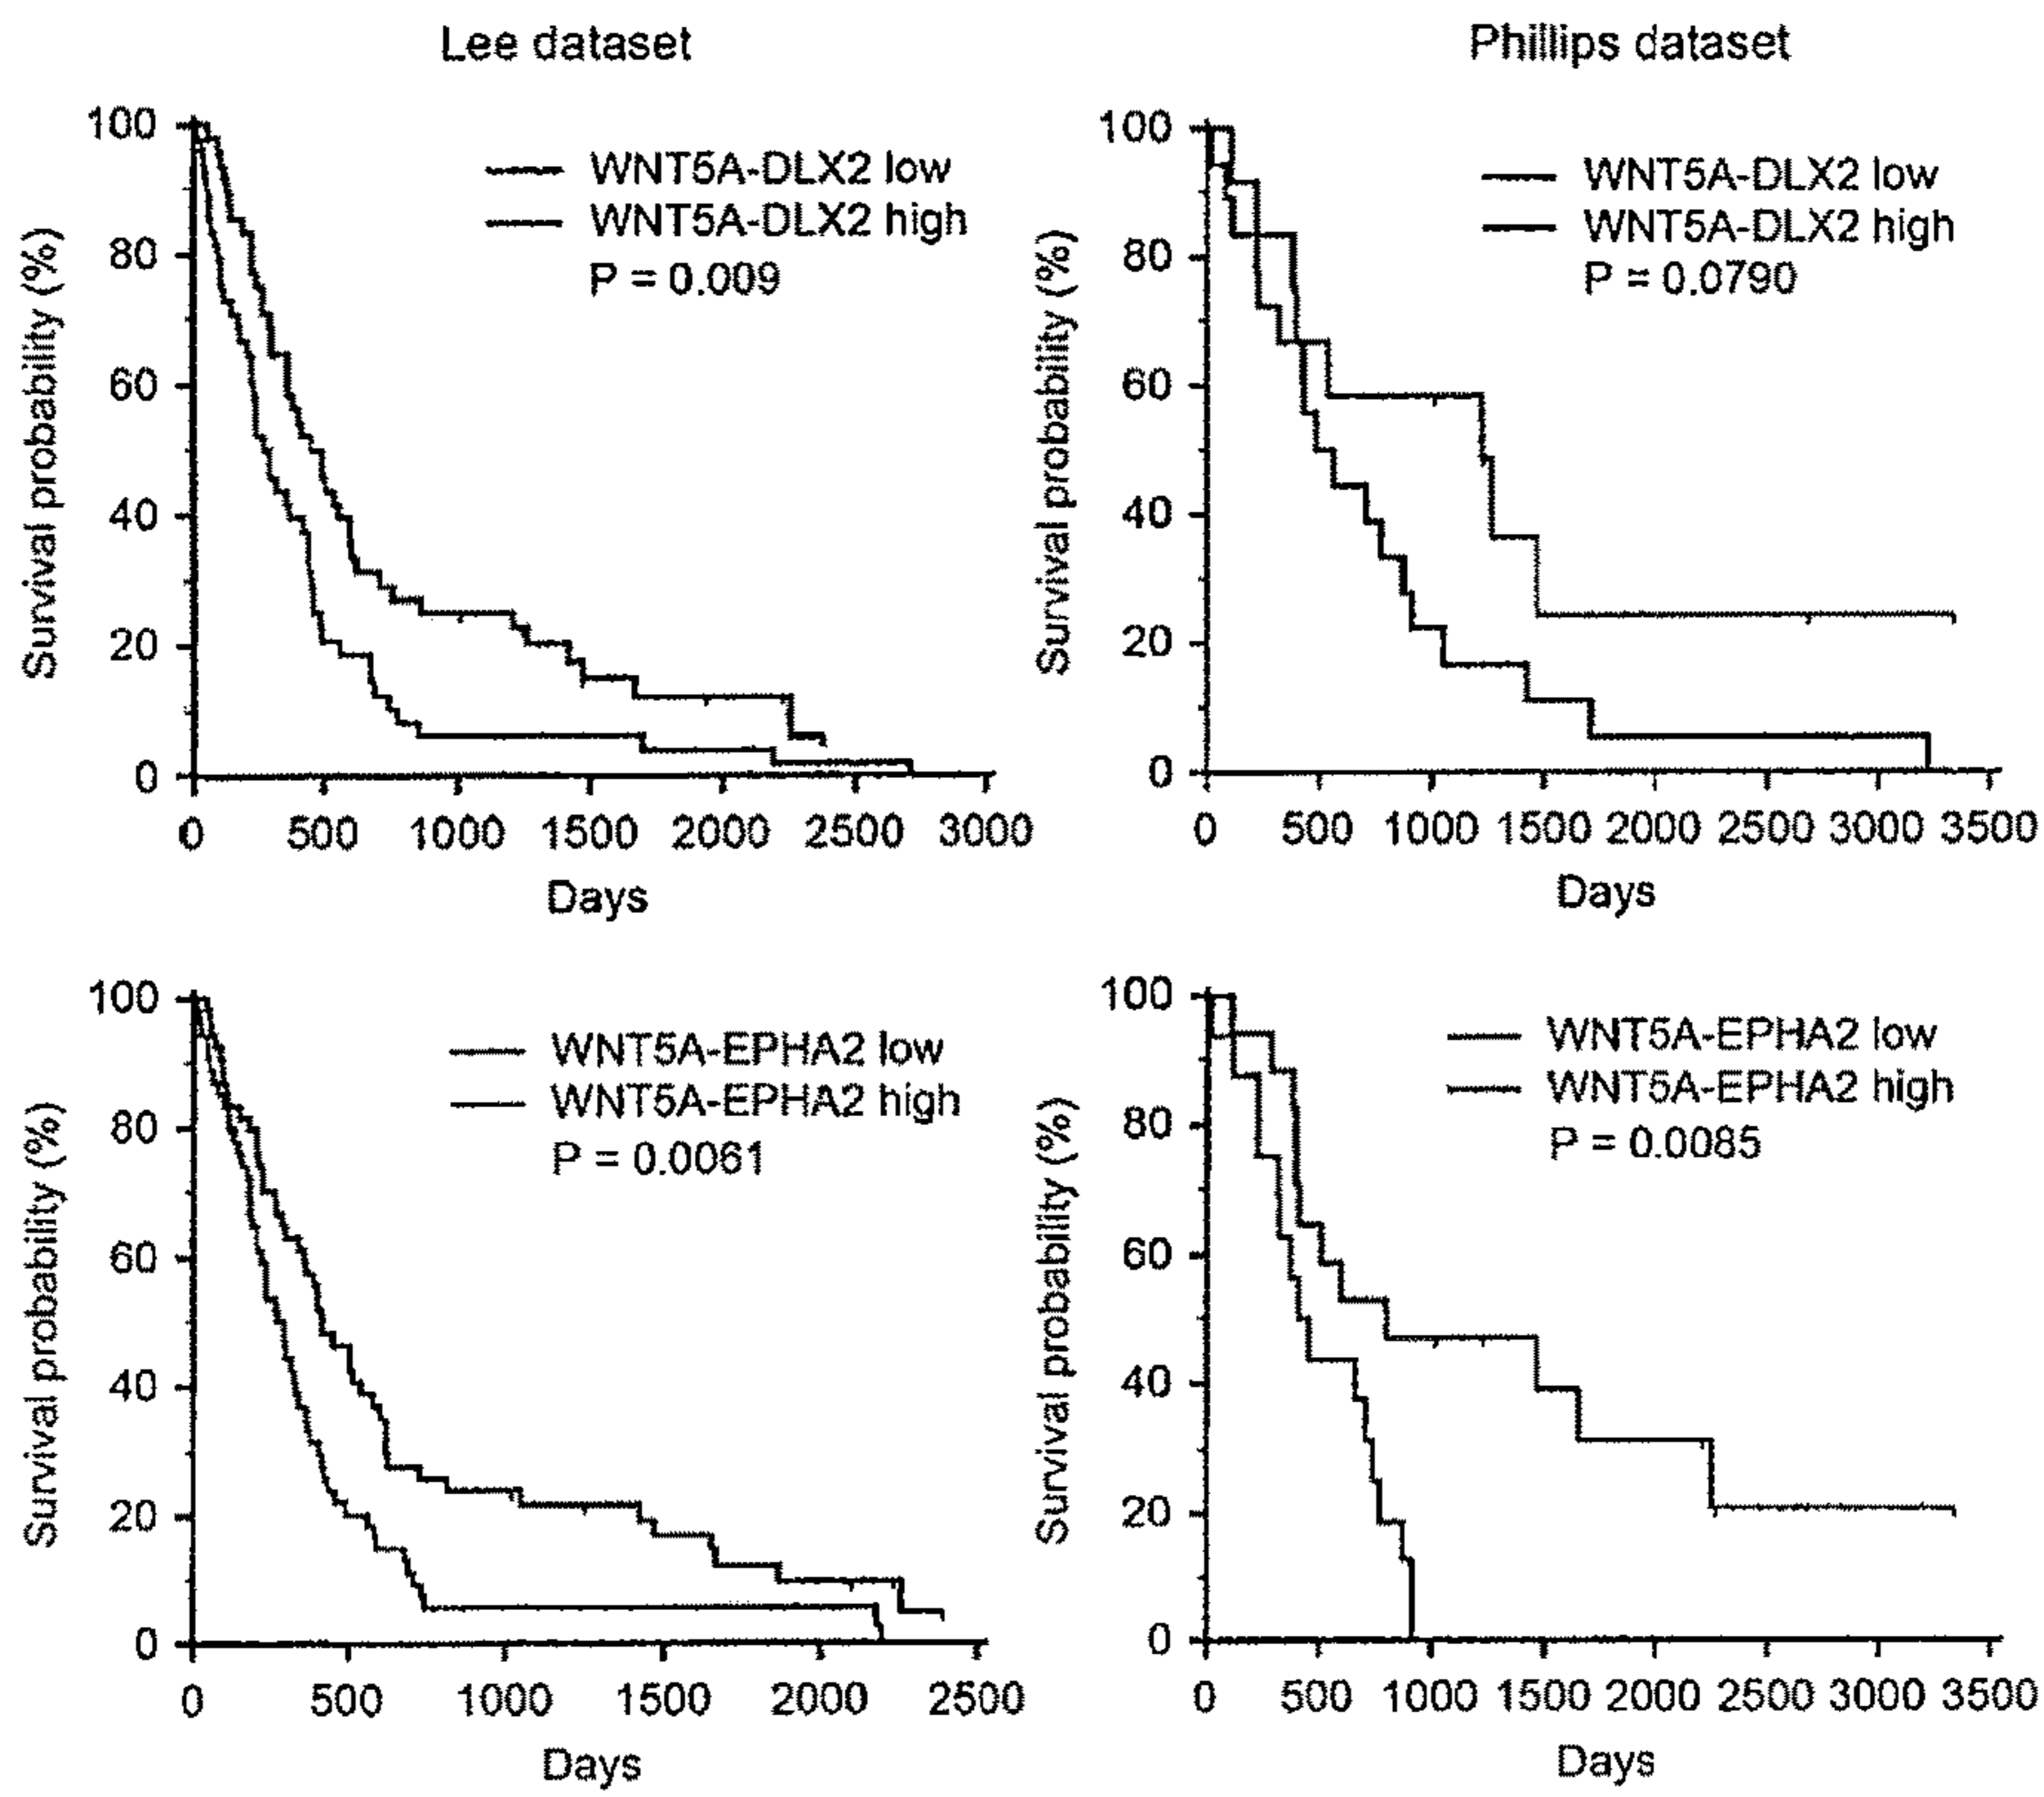 Lee dataset
Survival probability (%)
100
80
60
40
20
0
WNT5A-DLX2 low
WNT5A-DLX2 high
P = 0.009
0 500 1000 1500 2000 2500 3000
Days
Phillips dataset
Survival probability (%)
100
80
60
40
20
0
WNT5A-DLX2 low
WNT5A-DLX2 high
P = 0.0790
0 500 1000 1500 2000 2500 3000 3500
Days
Survival probability (%)
100
80
60
40
20
0
WNT5A-EPHA2 low
WNT5A-EPHA2 high
P = 0.0061
0 500 1000 1500 2000 2500
Days
Survival probability (%)
100
80
60
40
20
0
WNT5A-EPHA2 low
WNT5A-EPHA2 high
P = 0.0085
0 500 1000 1500 2000 2500 3000 3500
Days